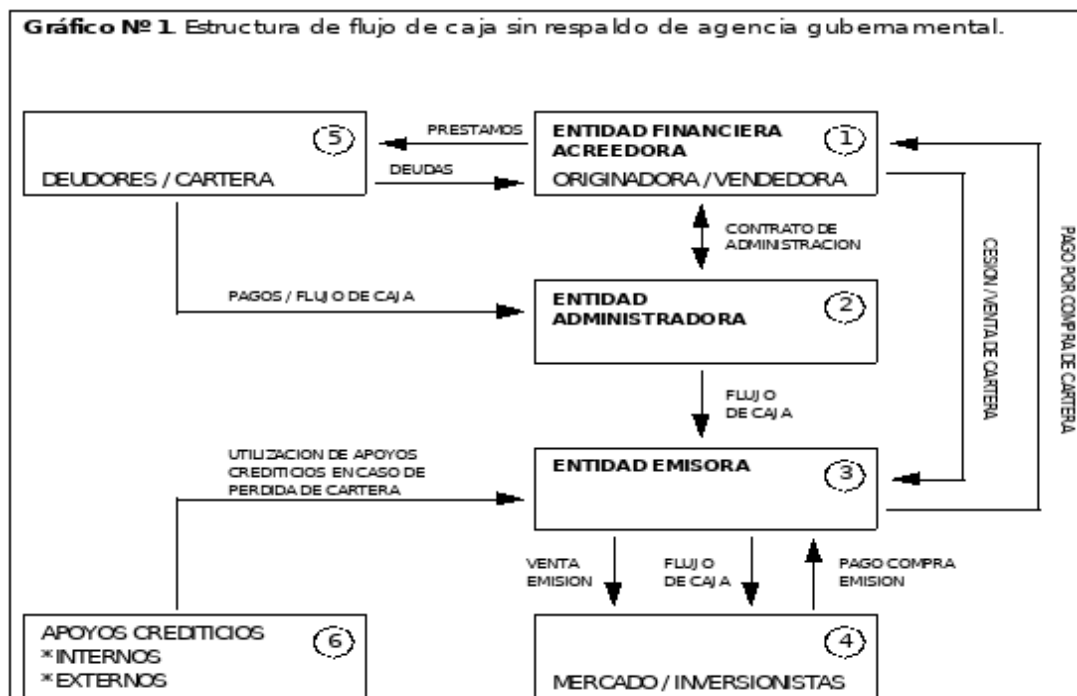 Gráfico Nº 1. Estructura de flujo de caja sin respaldo de agencia gubernamental.
5
DEUDORES / CARTERA
PRESTAMOS
DEUDAS
ENTIDAD FINANCIERA
ACREEDORA
1
ORIGINADORA / VENDEDORA
CONTRATO DE
ADMINISTRACION
PAGOS / FLUJO DE CAJA
ENTIDAD
ADMINISTRADORA
2
CESION / VENTA DE CARTERA
PAGO POR COMPRA DE CARTERA
FLUJO
DE CAJA
UTILIZACION DE APOYOS
CREDITICIOS EN CASO DE
PERDIDA DE CARTERA
ENTIDAD EMISORA
3
VENTA
EMISION
FLUJO
DE CAJA
PAGO COMPRA
EMISION
APOYOS CREDITICIOS
6
* INTERNOS
* EXTERNOS
4
MERCADO / INVERSIONISTAS